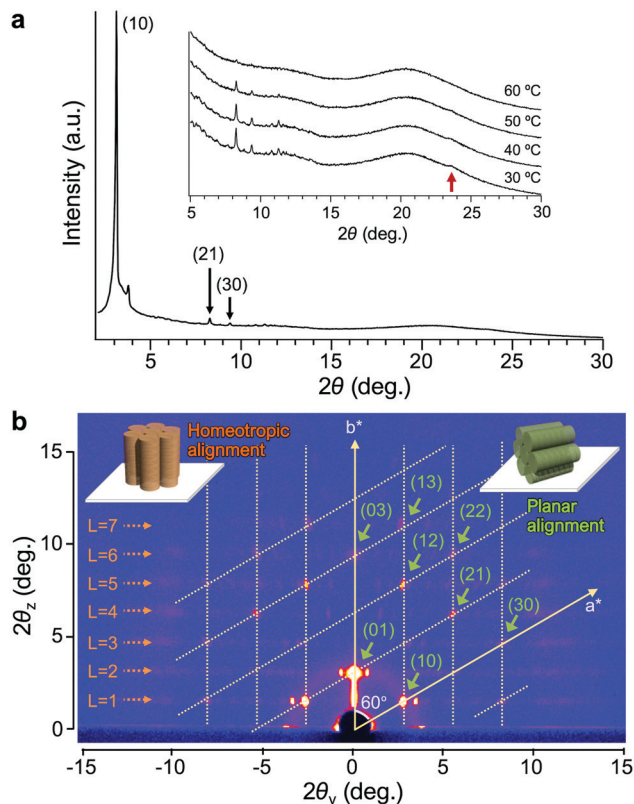 a
Intensity (a.u.)
(10)
(21)
(30)
60 ºC
50 ºC
40 ºC
30 ºC
5 10 15 20 25 30
2θ (deg.)
5 10 15 20 25 30
2θ (deg.)
b
2θz (deg.)
15
10
5
0
Homeotropic
alignment
b*
Planar
alignment
L=7
L=6
L=5
L=4
L=3
L=2
L=1
(03)
(13)
(12)
(22)
(21)
(01)
(30)
(10)
a*
60º
-15 -10 -5 0 5 10 15
2θy (deg.)